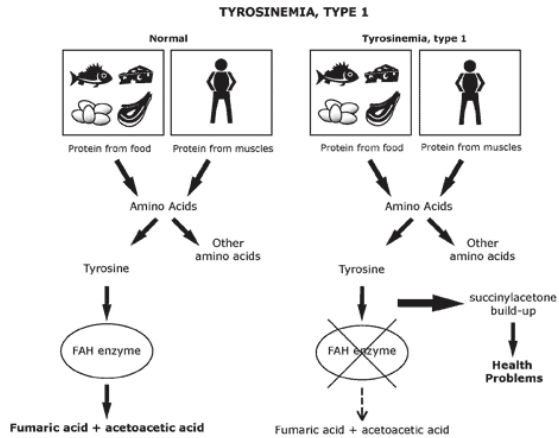 TYROSINEMIA, TYPE 1
Normal
Protein from food
Protein from muscles
Amino Acids
Tyrosine
Other
amino acids
FAH enzyme
Fumaric acid + acetoacetic acid
Tyrosinemia, type 1
Protein from food
Protein from muscles
Amino Acids
Tyrosine
Other
amino acids
succinylacetone
build-up
FAH enzyme
Health
Problems
Fumaric acid + acetoacetic acid